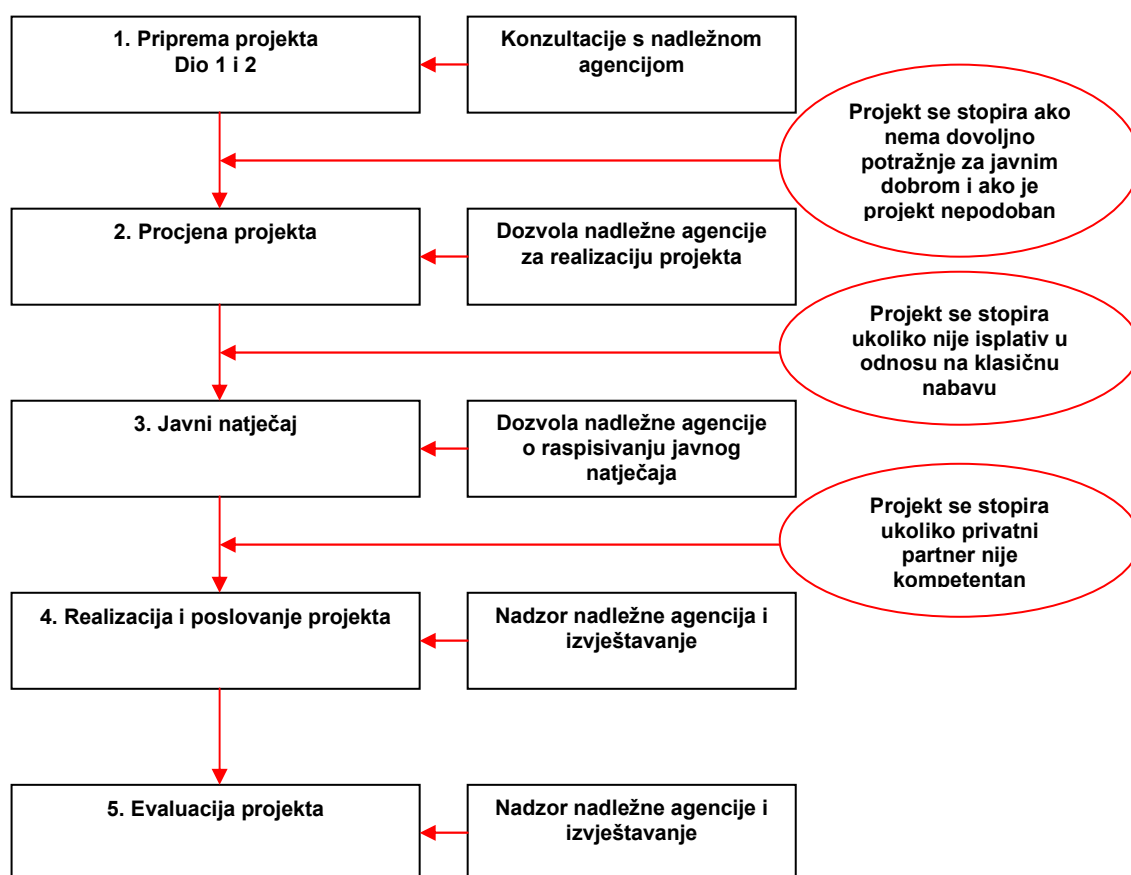 1. Priprema projekta
Dio 1 i 2
Konzultacije s nadležnom
agencijom
Projekt se stopira ako
nema dovoljno
potražnje za javnim
dobrom i ako je
projekt nepodoban
2. Procjena projekta
Dozvola nadležne agencije
za realizaciju projekta
Projekt se stopira
ukoliko nije isplativ u
odnosu na klasičnu
nabavu
3. Javni natječaj
Dozvola nadležne agencije
o raspisivanju javnog
natječaja
Projekt se stopira
ukoliko privatni
partner nije
kompetentan
4. Realizacija i poslovanje projekta
Nadzor nadležne agencija i
izvještavanje
5. Evaluacija projekta
Nadzor nadležne agencije i
izvještavanje